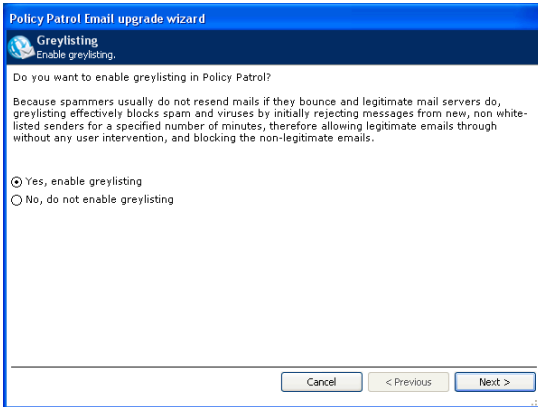 Policy Patrol Email upgrade wizard
Greylisting
Enable greylisting.
Do you want to enable greylisting in Policy Patrol?
Because spammers usually do not resend mails if they bounce and legitimate mail servers do,
greylisting effectively blocks spam and viruses by initially rejecting messages from new, non white-
listed senders for a specified number of minutes, therefore allowing legitimate emails through
without any user intervention, and blocking the non-legitimate emails.
Yes, enable greylisting
No, do not enable greylisting
Cancel < Previous Next >